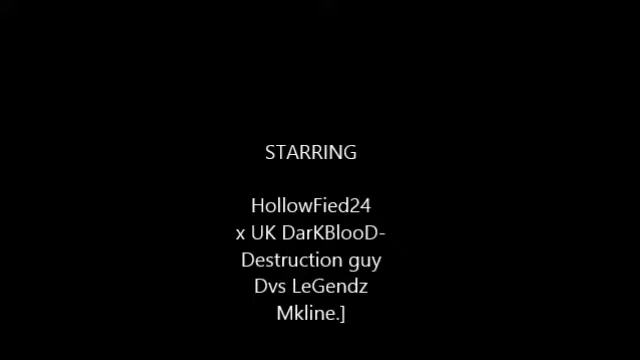 STARRING
HollowFied24
x UK DarKBlooD-
Destruction guy
Dvs LeGendz
Mkline.]